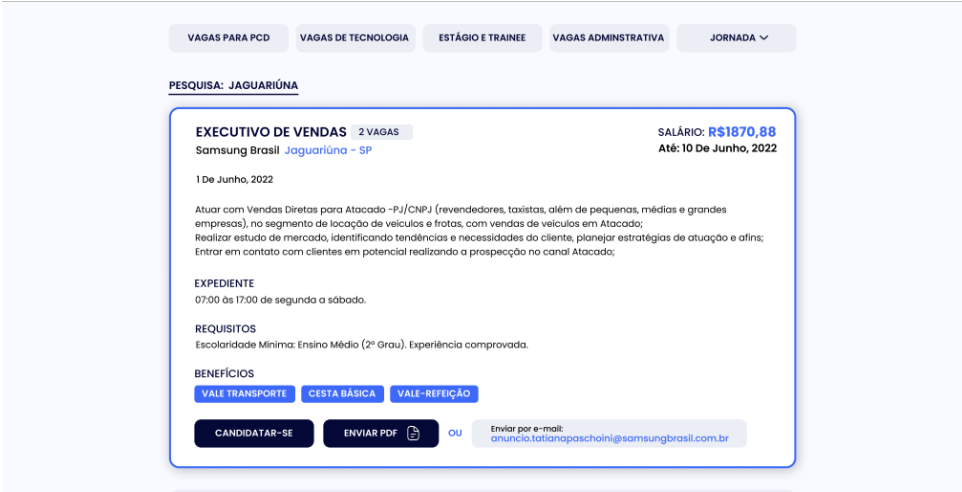 VAGAS PARA PCD VAGAS DE TECNOLOGIA ESTÁGIO E TRAINEE VAGAS ADMINSTRATIVA JORNADA
PESQUISA: JAGUARIÚNA
EXECUTIVO DE VENDAS 2 VAGAS SALÁRIO: R$1870,88
Samsung Brasil Jaguariúna - SP Até: 10 De Junho, 2022
1 De Junho, 2022
Atuar com Vendas Diretas para Atacado -PJ/CNPJ (revendedores, taxistas, além de pequenas, médias e grandes
empresas), no segmento de locação de veículos e frotas, com vendas de veículos em Atacado;
Realizar estudo de mercado, identificando tendências e necessidades do cliente, planejar estratégias de atuação e afins;
Entrar em contato com clientes em potencial realizando a prospecção no canal Atacado;
EXPEDIENTE
07:00 às 17:00 de segunda a sábado.
REQUISITOS
Escolaridade Mínima: Ensino Médio (2º Grau). Experiência comprovada.
BENEFÍCIOS
VALE TRANSPORTE CESTA BÁSICA VALE-REFEIÇÃO
CANDIDATAR-SE ENVIAR PDF OU Enviar por e-mail:
anuncio.tatianapaschoini@samsungbrasil.com.br